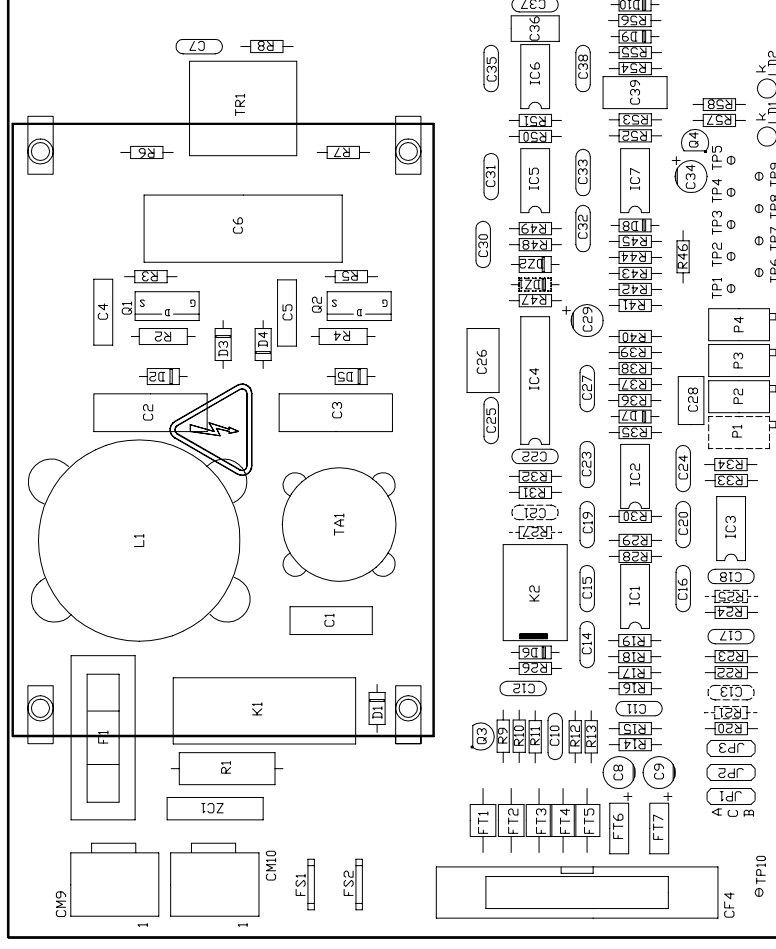 C37
D10
R56
C36
D9
R55
R54
C7
R8
C35
IC6
C38
C39
TR1
R58
R57
K
D2
K
D1
R51
R50
R53
R52
Q4
R6
R7
C31
IC5
C33
IC7
C34
+
TP5
TP4
TP3
TP2
TP1
TP9
TP8
TP7
TP6
C6
C30
R49
R48
DZ2
DZ1
R47
C32
D8
R45
R44
R43
R42
R41
R46
R3
R5
C4
Q1
S
D
G
C5
Q2
S
D
G
+
C29
R2
D3
D4
R4
C26
IC4
R40
R39
R38
R37
R36
D7
R35
P4
P3
P2
P1
D2
D5
C27
C28
C2
C3
C25
C22
C23
IC2
C24
R34
R33
R32
R31
C21
R27
C19
R30
C20
IC3
L1
TA1
R29
R28
K2
C15
IC1
C16
C18
R25
R24
C1
C14
R19
R18
R17
R16
C17
R23
R22
D6
R26
C12
C11
C13
R21
R20
F1
K1
D1
Q3
R9
R10
R11
C10
R12
R13
R15
R14
JP3
JP2
JP1
R1
C8
C9
+
+
A
C
B
ZC1
FT1
FT2
FT3
FT4
FT5
FT6
FT7
CM9
1
CM10
1
FS1
FS2
CF4
TP10